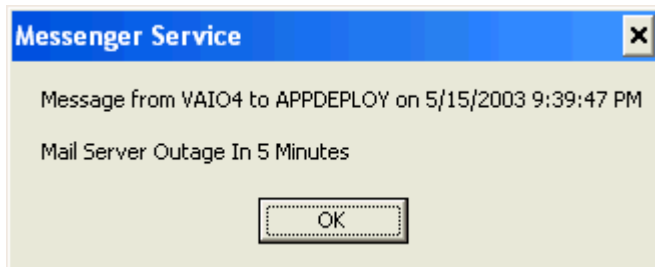 Messenger Service
Message from VAIO4 to APPDEPLOY on 5/15/2003 9:39:47 PM
Mail Server Outage In 5 Minutes
OK